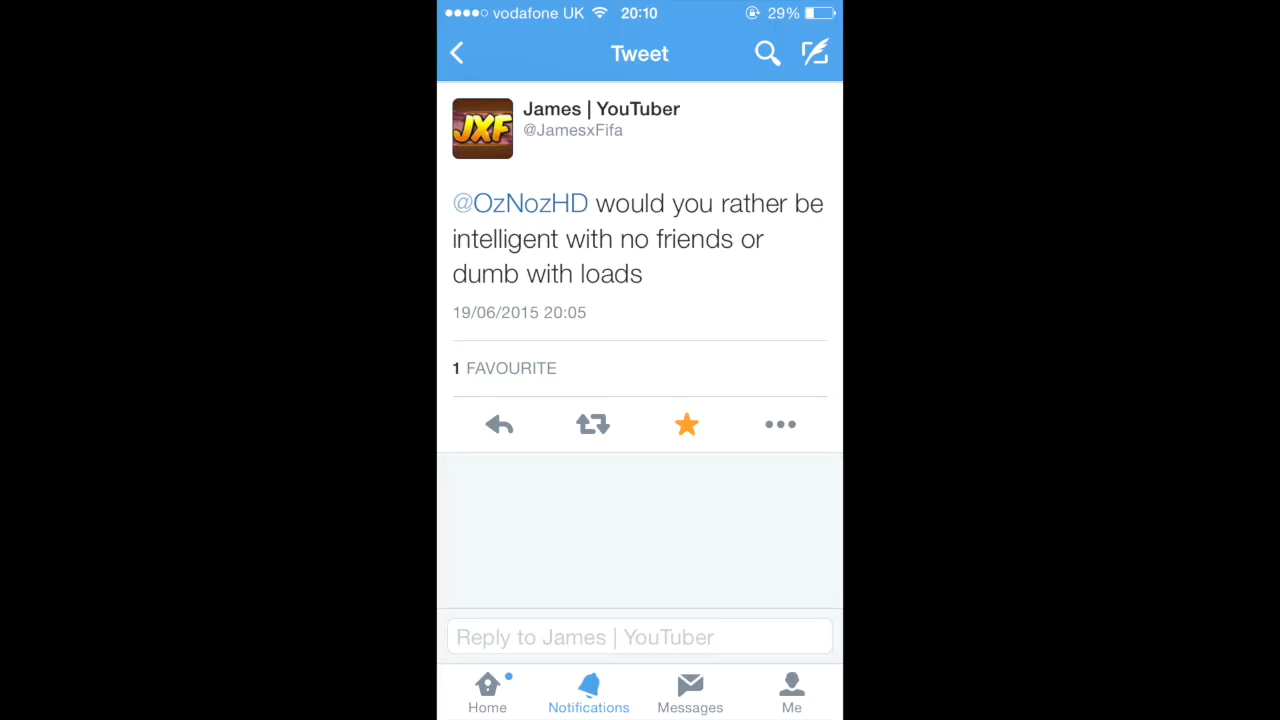 vodafone UK 20:10 29%
Tweet
JXF
James | YouTuber
@JamesxFifa
@OzNozHD would you rather be
intelligent with no friends or
dumb with loads
19/06/2015 20:05
1 FAVOURITE
Reply to James | YouTuber
Home Notifications Messages Me